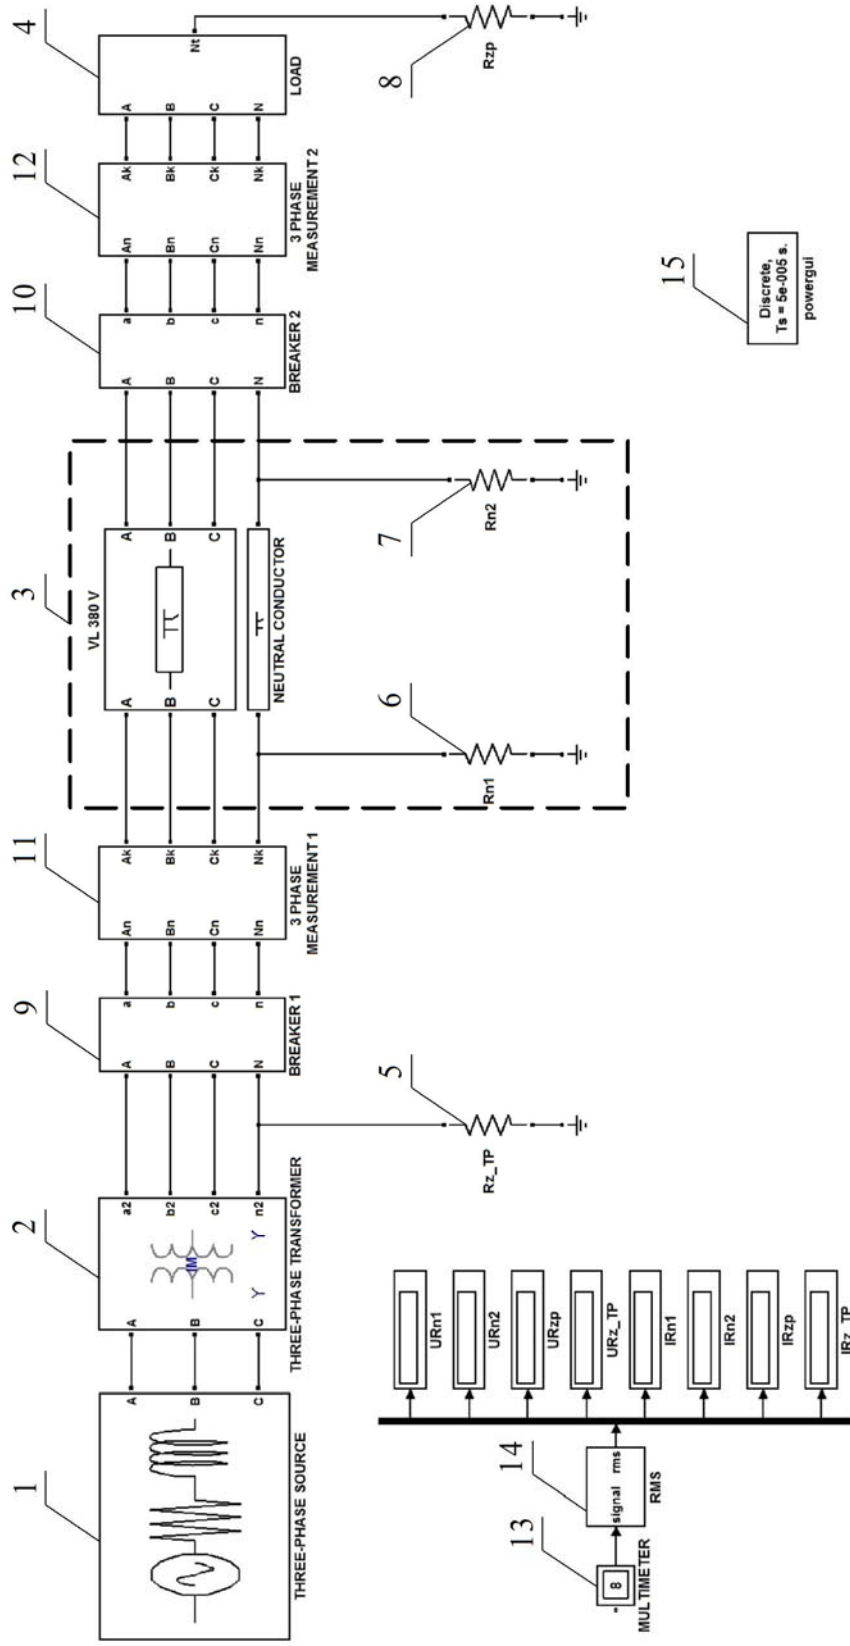 1
2
9
11
3
10
12
4
THREE-PHASE SOURCE
A
B
C
THREE-PHASE TRANSFORMER
A
B
C
IM
Y
Y
a2
b2
c2
n2
BREAKER 1
A
B
C
N
a
b
c
n
3 PHASE
MEASUREMENT 1
An
Bn
Cn
Nn
Ak
Bk
Ck
Nk
VL 380 V
A
B
C
A
B
C
NEUTRAL CONDUCTOR
BREAKER 2
A
B
C
N
a
b
c
n
3 PHASE
MEASUREMENT 2
An
Bn
Cn
Nn
Ak
Bk
Ck
Nk
LOAD
A
B
C
N
Nt
5
Rz_TP
6
Rn1
7
Rn2
8
Rzp
13
8
MULTIMETER
14
signal rms
RMS
URn1
URn2
URzp
URz_TP
IRn1
IRn2
IRzp
IRz_TP
15
Discrete,
Ts = 5e-005 s.
powergui